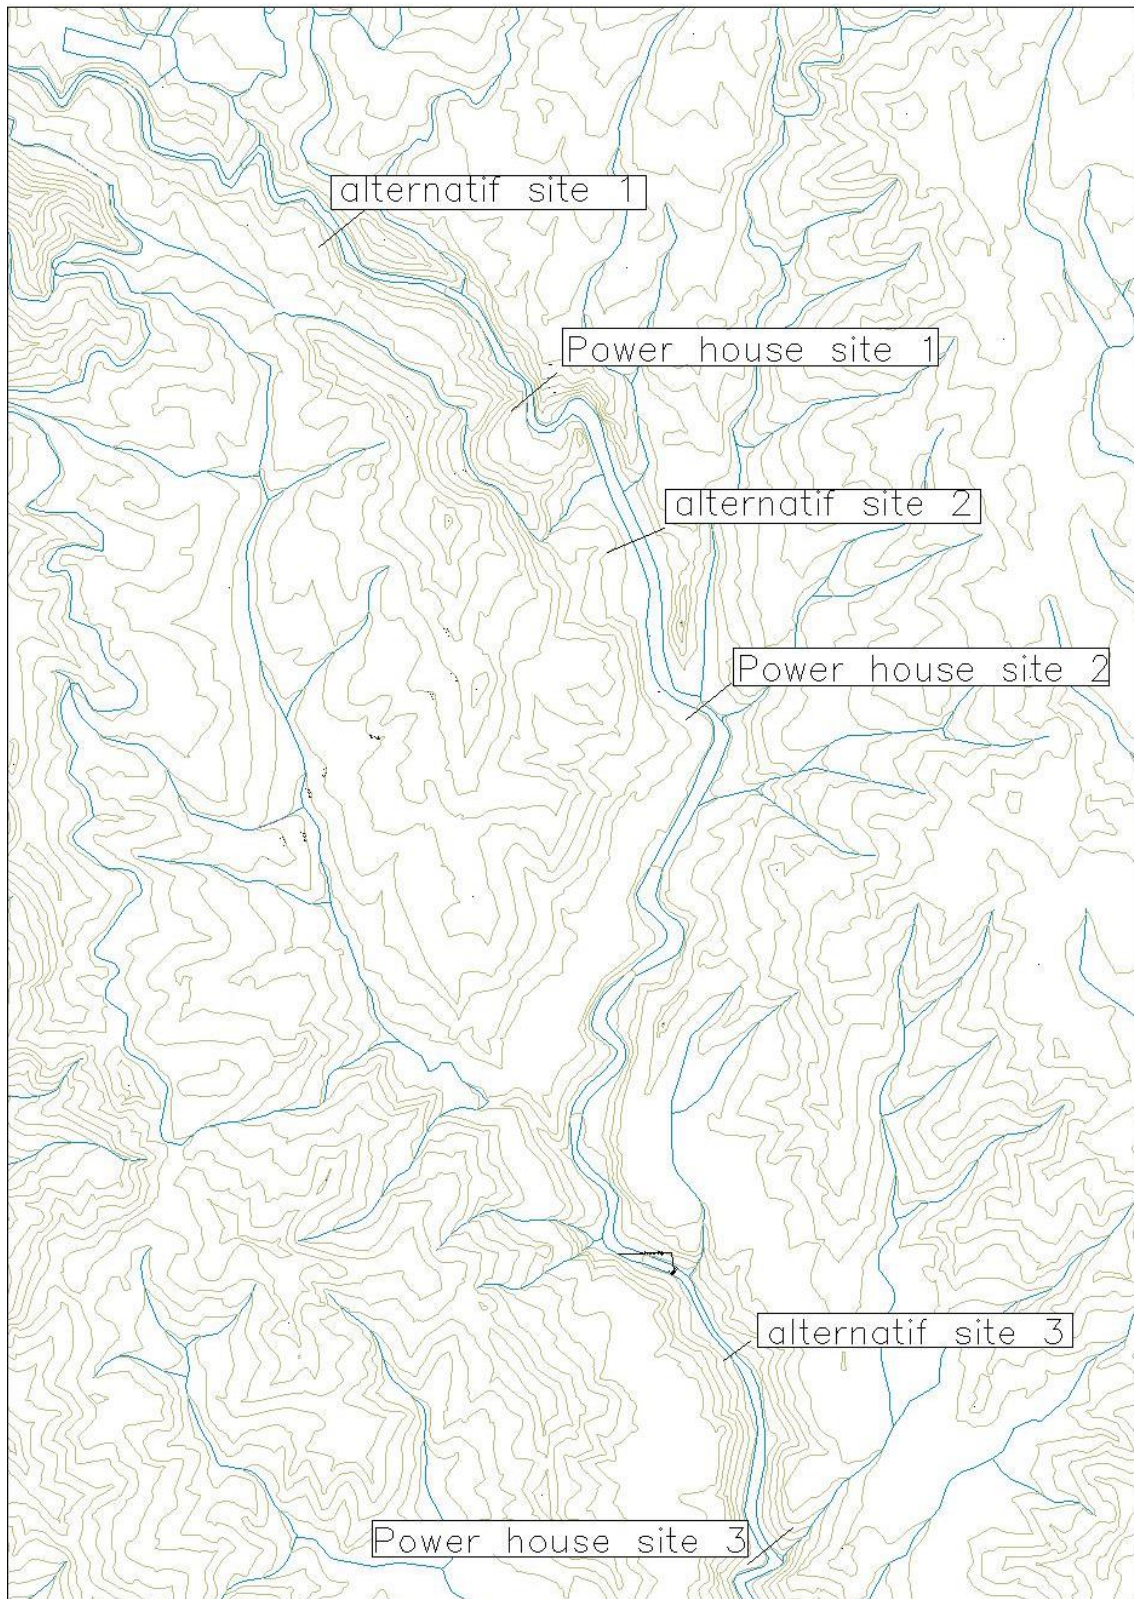 alternatif site 1
Power house site 1
alternatif site 2
Power house site 2
alternatif site 3
Power house site 3